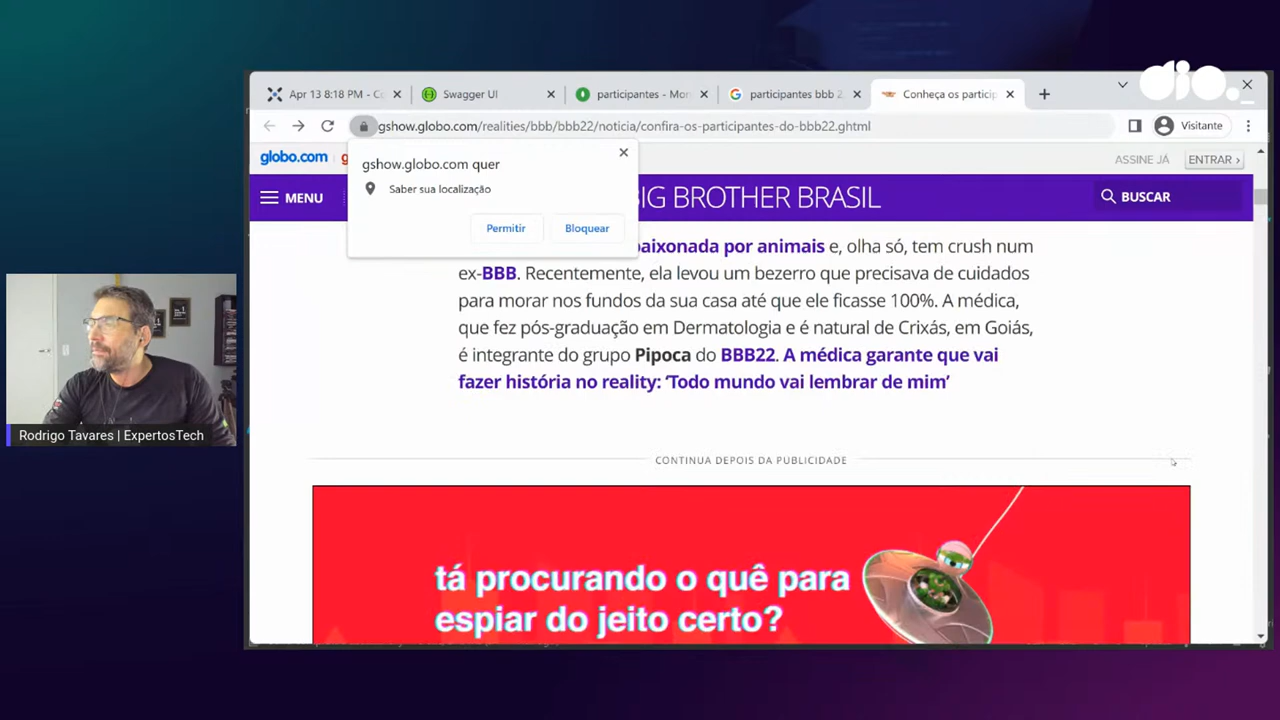 dio._
Apr 13 8:18 PM - C
Swagger UI
participantes - Mon
participantes bbb 2
Conheça os particip
gshow.globo.com/realities/bbb/bbb22/noticia/confira-os-participantes-do-bbb22.ghtml
Visitante
globo.com
ASSINE JÁ
ENTRAR ›
gshow.globo.com quer
Saber sua localização
Permitir
Bloquear
MENU
IG BROTHER BRASIL
BUSCAR
paixonada por animais e, olha só, tem crush num
ex-BBB. Recentemente, ela levou um bezerro que precisava de cuidados
para morar nos fundos da sua casa até que ele ficasse 100%. A médica,
que fez pós-graduação em Dermatologia e é natural de Crixás, em Goiás,
é integrante do grupo Pipoca do BBB22. A médica garante que vai
fazer história no reality: ‘Todo mundo vai lembrar de mim’
CONTINUA DEPOIS DA PUBLICIDADE
tá procurando o quê para
espiar do jeito certo?
Rodrigo Tavares | ExpertosTech